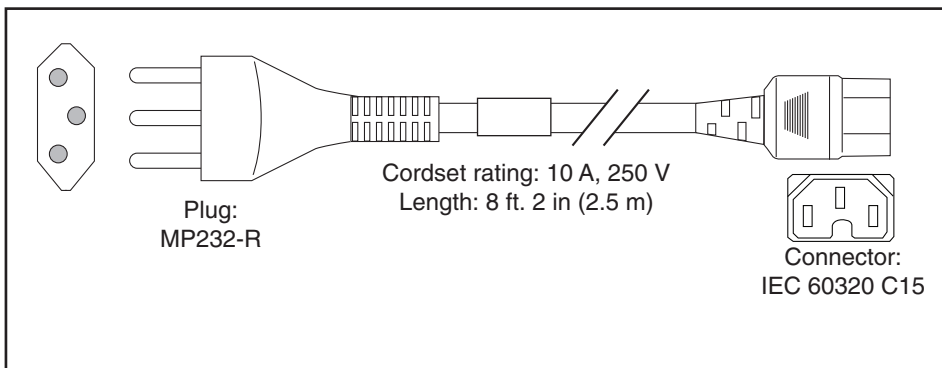 Cordset rating: 10 A, 250 V
Length: 8 ft. 2 in (2.5 m)
Plug:
MP232-R
Connector:
IEC 60320 C15